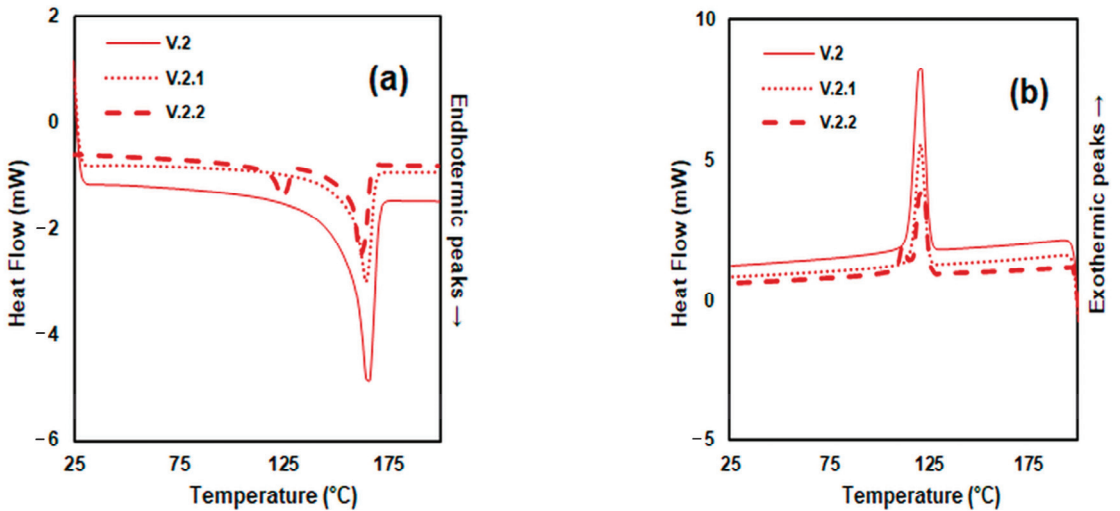 2
0
−2
−4
−6
Heat Flow (mW)
V.2
V.2.1
V.2.2
(a)
Endhotermic peaks →
25
75
125
175
Temperature (°C)
10
5
0
−5
Heat Flow (mW)
V.2
V.2.1
V.2.2
(b)
Exothermic peaks →
25
75
125
175
Temperature (°C)